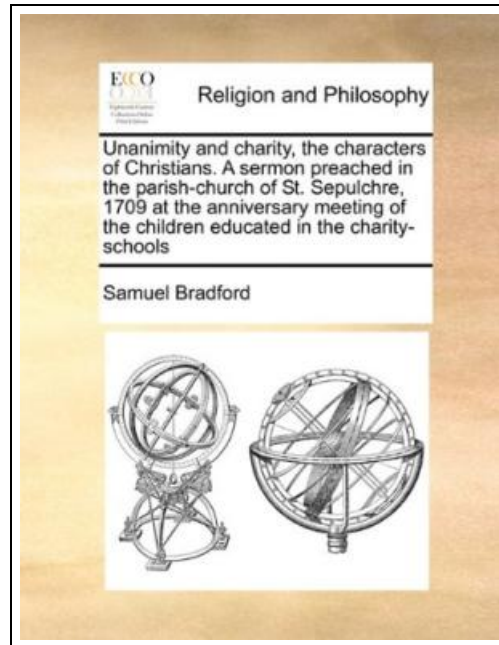 ECCO
Religion and Philosophy
Unanimity and charity, the characters
of Christians. A sermon preached in
the parish-church of St. Sepulchre,
1709 at the anniversary meeting of
the children educated in the charity-
schools
Samuel Bradford